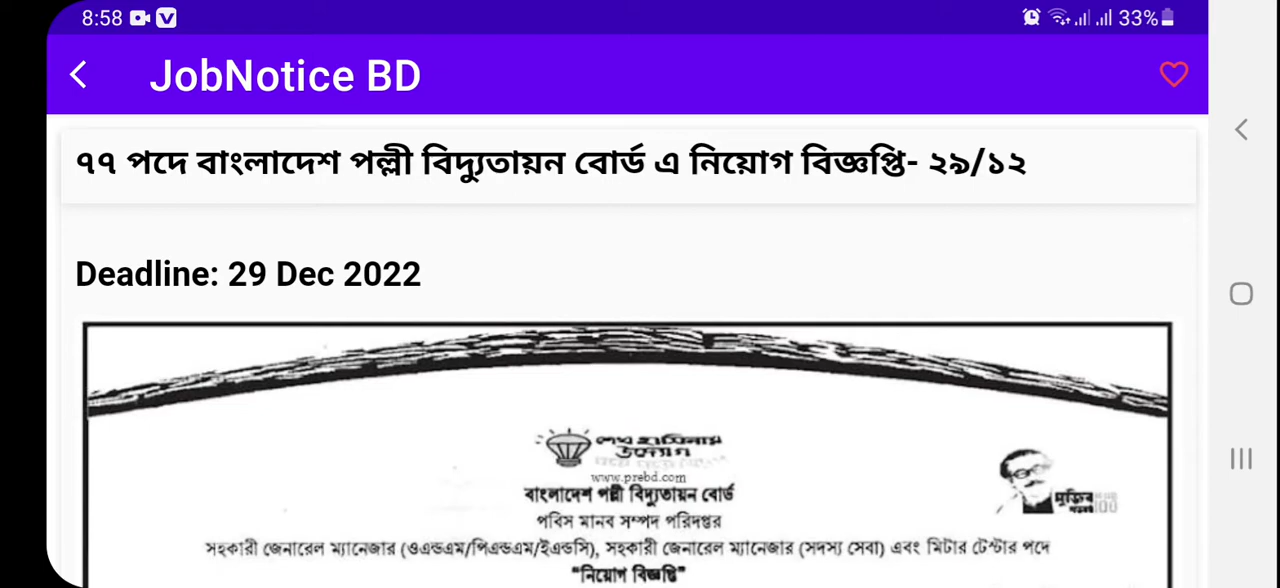 8:58
33%
JobNotice BD
৭৭ পদে বাংলাদেশ পল্লী বিদ্যুতায়ন বোর্ড এ নিয়োগ বিজ্ঞপ্তি- ২৯/১২
Deadline: 29 Dec 2022
শেখ হাসিনার
উদ্যোগ
www.prebd.com
বাংলাদেশ পল্লী বিদ্যুতায়ন বোর্ড
পবিস মানব সম্পদ পরিদপ্তর
সহকারী জেনারেল ম্যানেজার (ওএন্ডএম/পিএন্ডএম/ইএন্ডসি), সহকারী জেনারেল ম্যানেজার (সদস্য সেবা) এবং মিটার টেস্টার পদে
"নিয়োগ বিজ্ঞপ্তি"